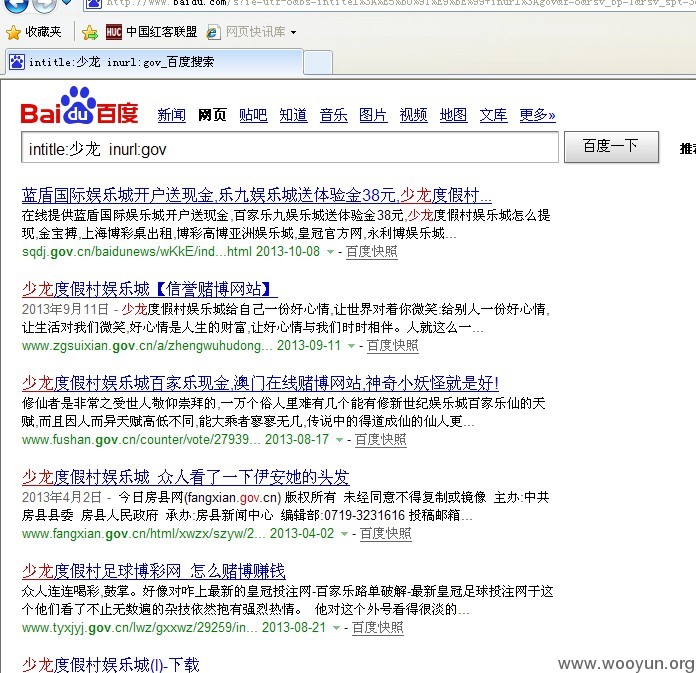 收藏夹 HUC 中国红客联盟 网页快讯库
intitle:少龙 inurl:gov_百度搜索
Bai du 百度 新闻 网页 贴吧 知道 音乐 图片 视频 地图 文库 更多»
intitle:少龙 inurl:gov 百度一下
蓝盾国际娱乐城开户送现金,乐九娱乐城送体验金38元,少龙度假村...
在线提供蓝盾国际娱乐城开户送现金,百家乐九娱乐城送体验金38元,少龙度假村娱乐城怎么提
现,金宝搏,上海博彩桌出租,博彩高博亚洲娱乐城,皇冠官方网,永利博娱乐城...
sqdj.gov.cn/baidunews/wKkE/ind...html 2013-10-08 - 百度快照
少龙度假村娱乐城【信誉赌博网站】
2013年9月11日 - 少龙度假村娱乐城给自己一份好心情,让世界对着你微笑:给别人一份好心情,
让生活对我们微笑,好心情是人生的财富,让好心情与我们时时相伴。人就这么一...
www.zgsuixian.gov.cn/a/zhengwuhudong... 2013-09-11 - 百度快照
少龙度假村娱乐城百家乐现金,澳门在线赌博网站,神奇小妖怪就是好!
修仙者是非常之受世人敬仰崇拜的,一万个俗人里难有几个能有修新世纪娱乐城百家乐仙的天
赋,而且因人而异天赋高低不同,能大乘者寥寥无几,传说中的得道成仙的仙人更...
www.fushan.gov.cn/counter/vote/27939... 2013-08-17 - 百度快照
少龙度假村娱乐城 众人看了一下伊安她的头发
2013年4月2日 - 今日房县网(fangxian.gov.cn) 版权所有 未经同意不得复制或镜像 主办:中共
房县县委 房县人民政府 承办:房县新闻中心 编辑部:0719-3231616 投稿邮箱...
www.fangxian.gov.cn/html/xwzx/szyw/2... 2013-04-02 - 百度快照
少龙度假村足球博彩网 怎么赌博赚钱
众人连连喝彩,鼓掌。好像对咋上最新的皇冠投注网-百家乐路单破解-最新皇冠足球投注网于这
个他们看了不止无数遍的杂技依然抱有强烈热情。 他对这个外号看得很淡的...
www.tyxjyj.gov.cn/lwz/gxxwz/29259/in... 2013-08-21 - 百度快照
少龙度假村娱乐城(I)-下载
www.wooyun.org